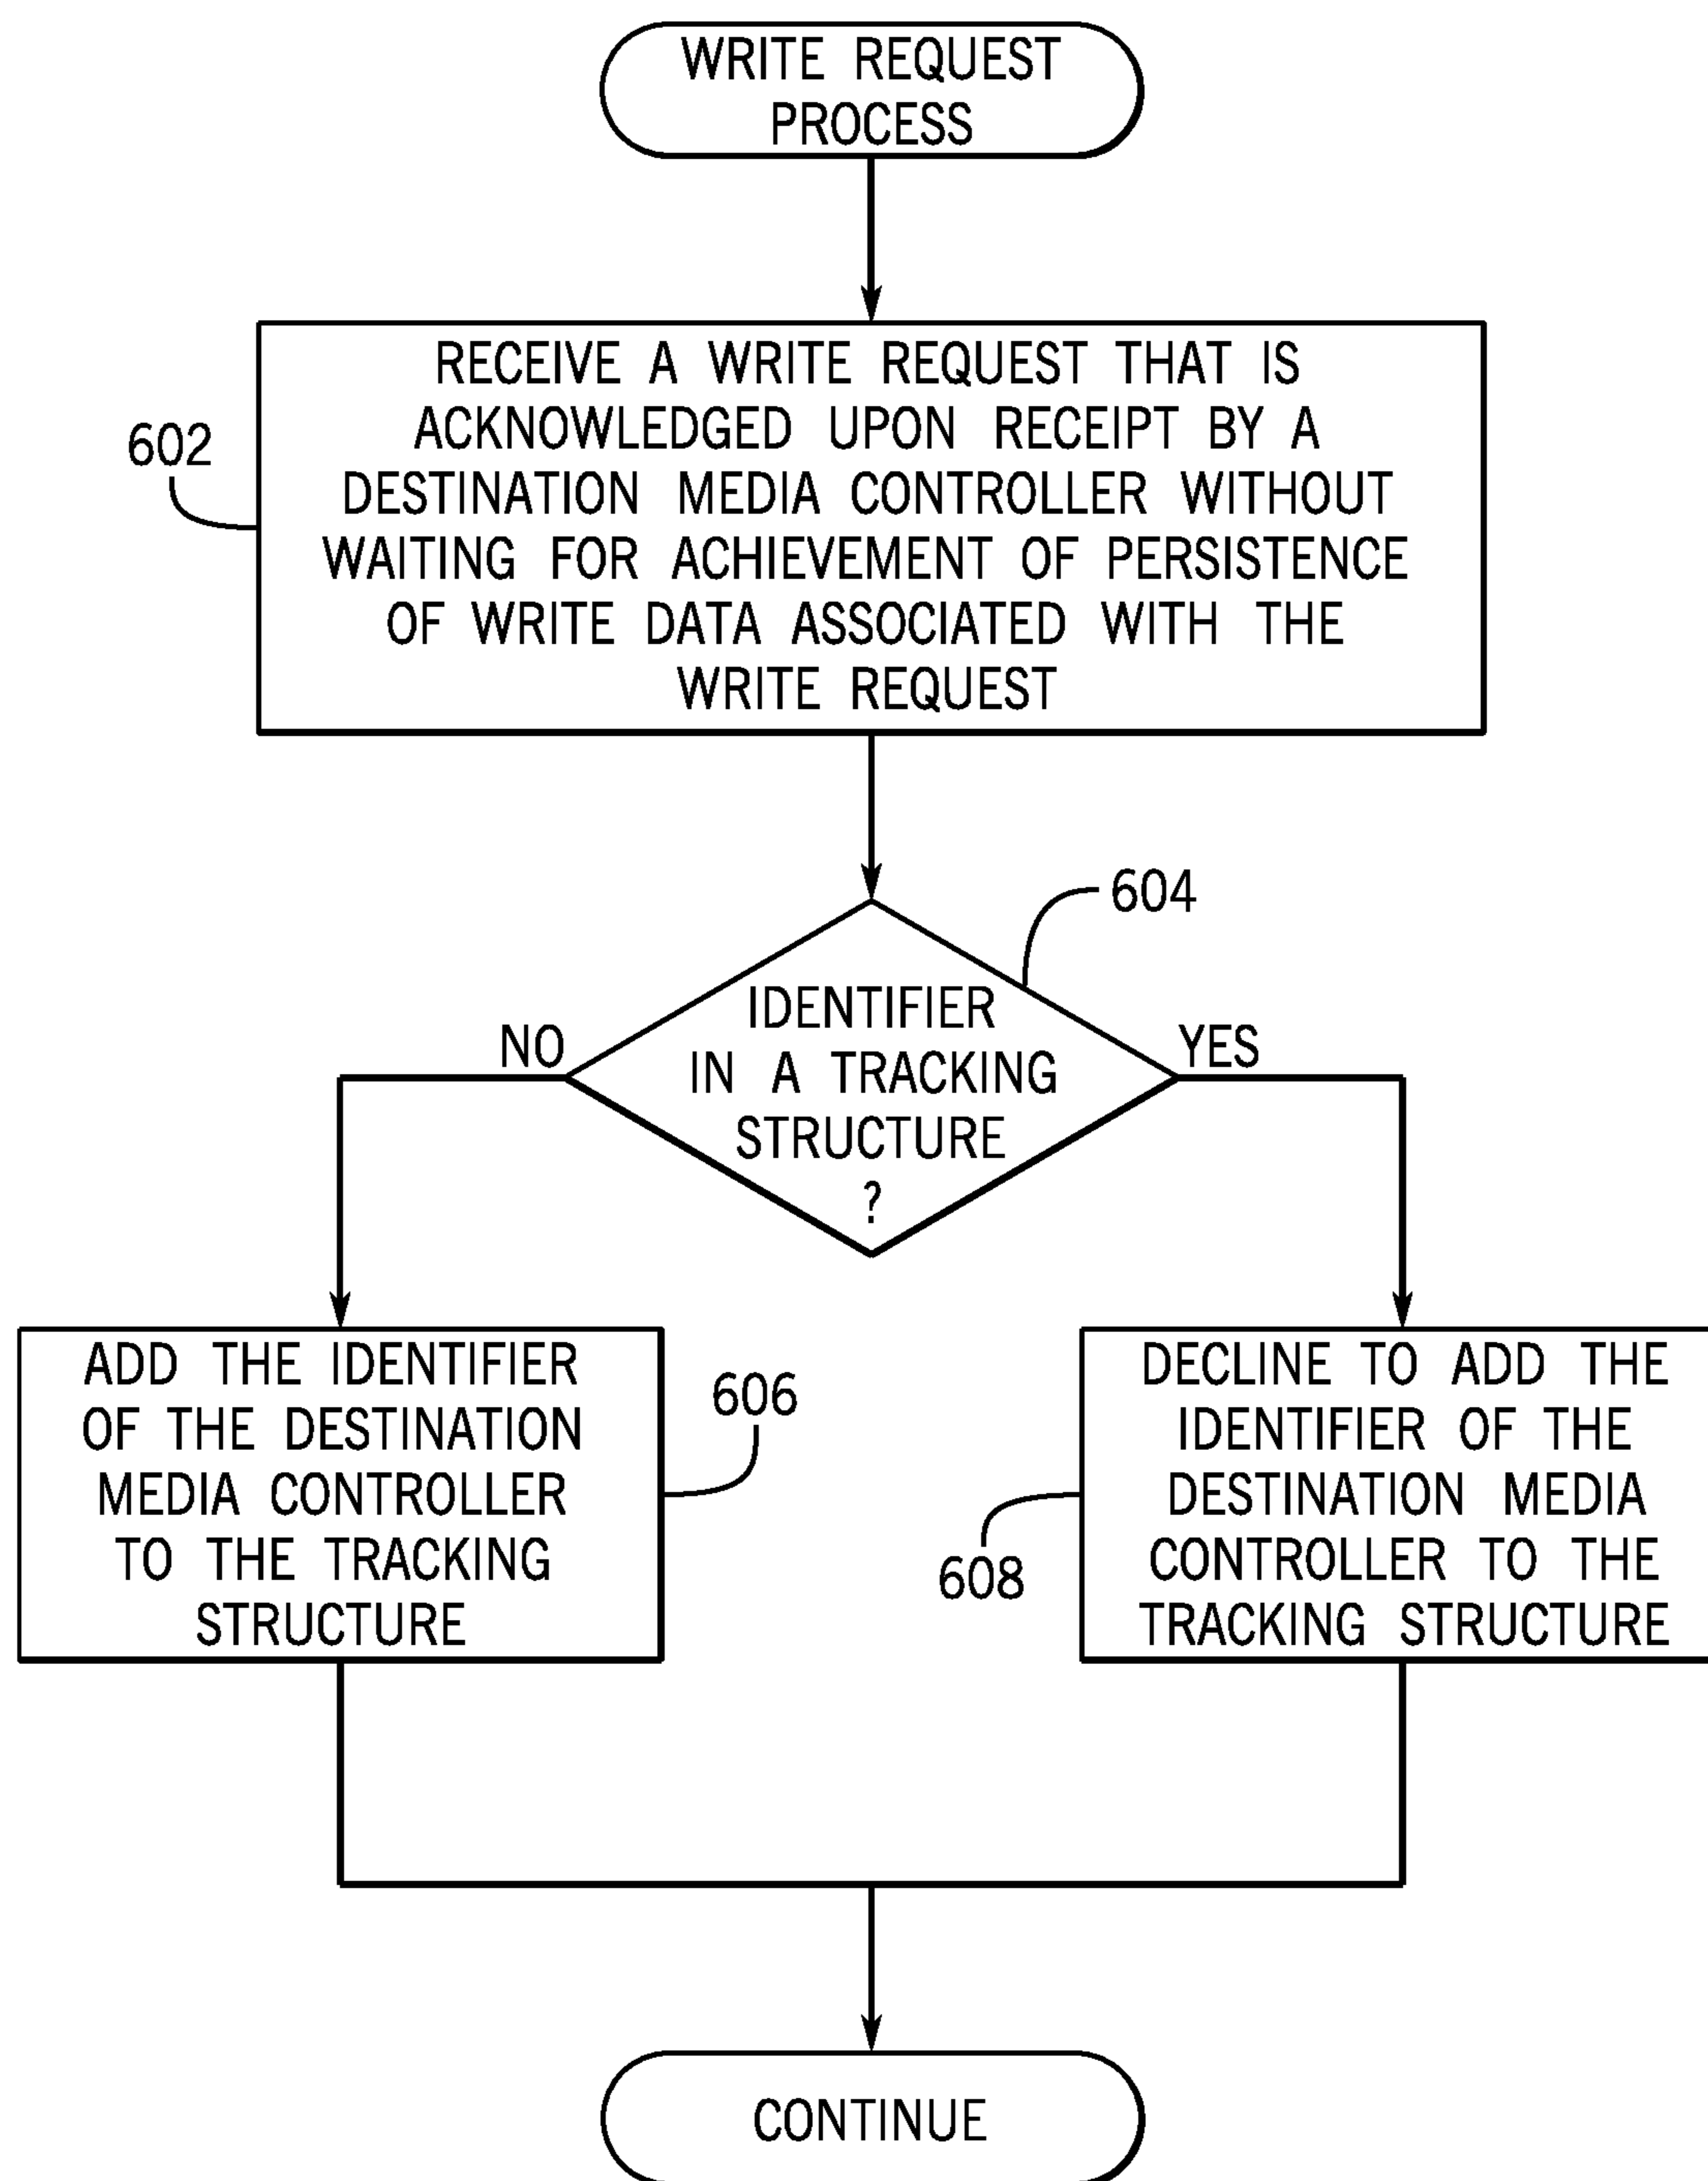 WRITE REQUEST
PROCESS
602
RECEIVE A WRITE REQUEST THAT IS
ACKNOWLEDGED UPON RECEIPT BY A
DESTINATION MEDIA CONTROLLER WITHOUT
WAITING FOR ACHIEVEMENT OF PERSISTENCE
OF WRITE DATA ASSOCIATED WITH THE
WRITE REQUEST
604
IDENTIFIER
IN A TRACKING
STRUCTURE
?
NO
YES
ADD THE IDENTIFIER
OF THE DESTINATION
MEDIA CONTROLLER
TO THE TRACKING
STRUCTURE
606
DECLINE TO ADD THE
IDENTIFIER OF THE
DESTINATION MEDIA
CONTROLLER TO THE
TRACKING STRUCTURE
608
CONTINUE